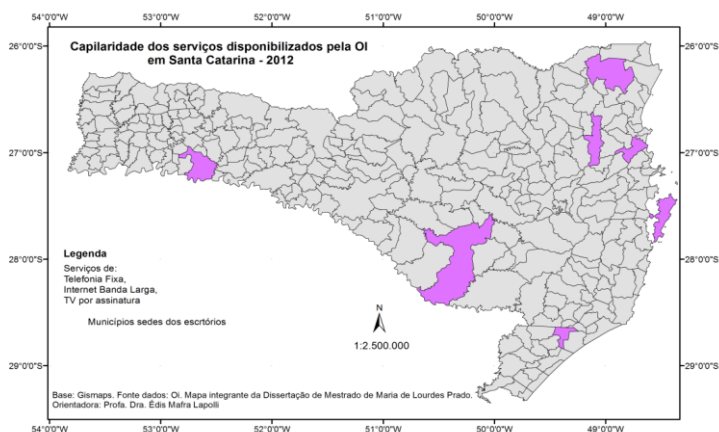 54°0'0"O 53°0'0"O 52°0'0"O 51°0'0"O 50°0'0"O 49°0'0"O
26°0'0"S 26°0'0"S
Capilaridade dos serviços disponibilizados pela OI
em Santa Catarina - 2012
27°0'0"S 27°0'0"S
28°0'0"S 28°0'0"S
Legenda
Serviços de:
Telefonia Fixa,
Internet Banda Larga,
TV por assinatura
Municípios sedes dos escrtórios
N
1:2.500.000
29°0'0"S 29°0'0"S
Base: Gismaps. Fonte dados: Oi. Mapa integrante da Dissertação de Mestrado de Maria de Lourdes Prado.
Orientadora: Profa. Dra. Édis Mafra Lapolli
54°0'0"O 53°0'0"O 52°0'0"O 51°0'0"O 50°0'0"O 49°0'0"O